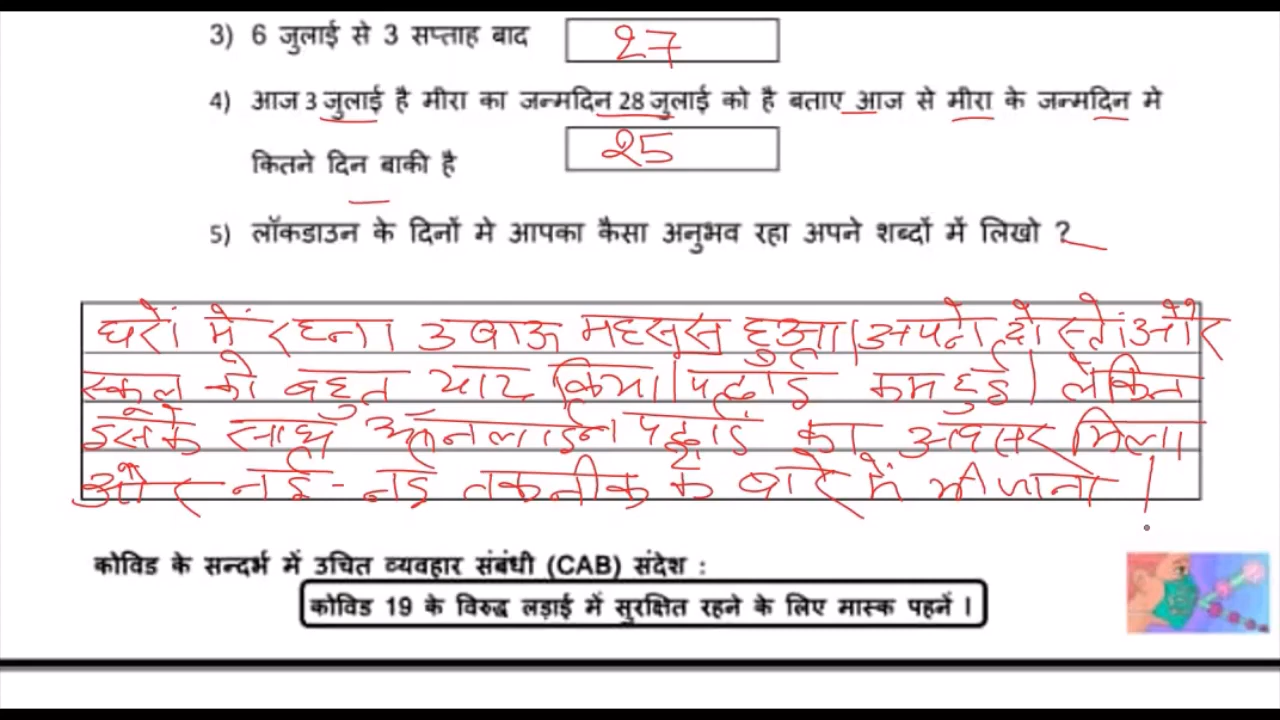 3) 6 जुलाई से 3 सप्ताह बाद 27
4) आज 3 जुलाई है मीरा का जन्मदिन 28 जुलाई को है बताए आज से मीरा के जन्मदिन मे
कितने दिन बाकी है 25
5) लॉकडाउन के दिनों मे आपका कैसा अनुभव रहा अपने शब्दों में लिखो ?
घरों में रहना उबाऊ महसूस हुआ। अपने दोस्तों और
स्कूल को बहुत याद किया। पढाई कम हुई। लेकिन
इसके साथ ऑनलाईन पढ़ाई का अवसर मिला
और नई - नई तकनीक के बारे में भी जाना।
कोविड के सन्दर्भ में उचित व्यवहार संबंधी (CAB) संदेश :
कोविड 19 के विरुद्ध लड़ाई में सुरक्षित रहने के लिए मास्क पहनें ।